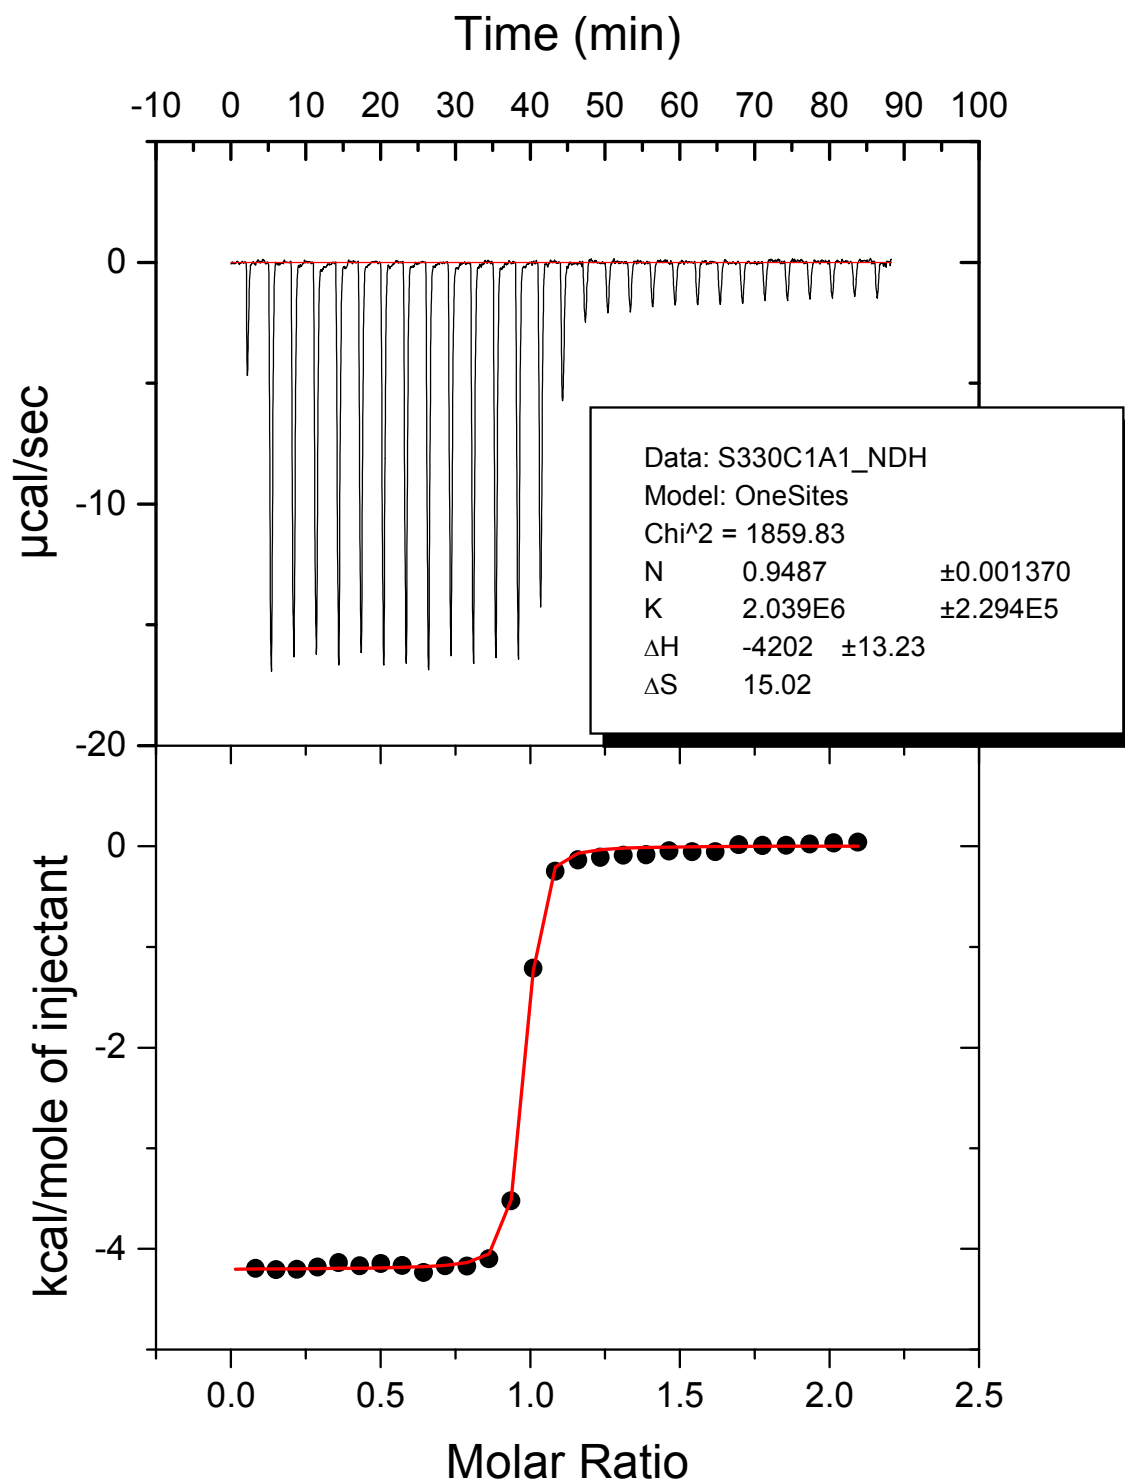 Time (min)
-10 0 10 20 30 40 50 60 70 80 90 100
0
-10
-20
µcal/sec
Data: S330C1A1_NDH
Model: OneSites
Chi^2 = 1859.83
N 0.9487 ±0.001370
K 2.039E6 ±2.294E5
ΔH -4202 ±13.23
ΔS 15.02
0
-2
-4
kcal/mole of injectant
0.0 0.5 1.0 1.5 2.0 2.5
Molar Ratio